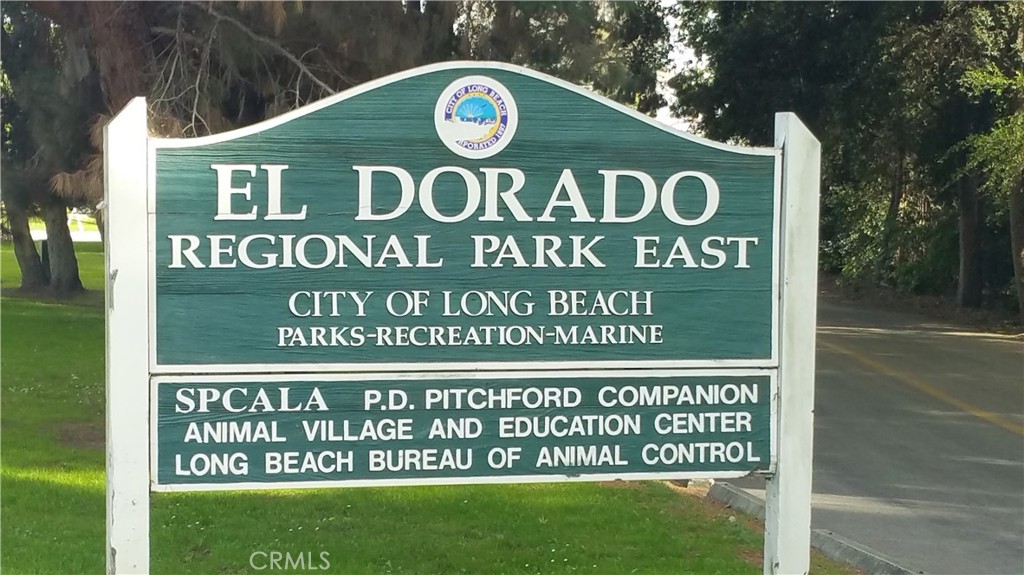 CITY OF LONG BEACH
EL DORADO
REGIONAL PARK EAST
CITY OF LONG BEACH
PARKS-RECREATION-MARINE
SPCALA P.D. PITCHFORD COMPANION
ANIMAL VILLAGE AND EDUCATION CENTER
LONG BEACH BUREAU OF ANIMAL CONTROL
CRMLS